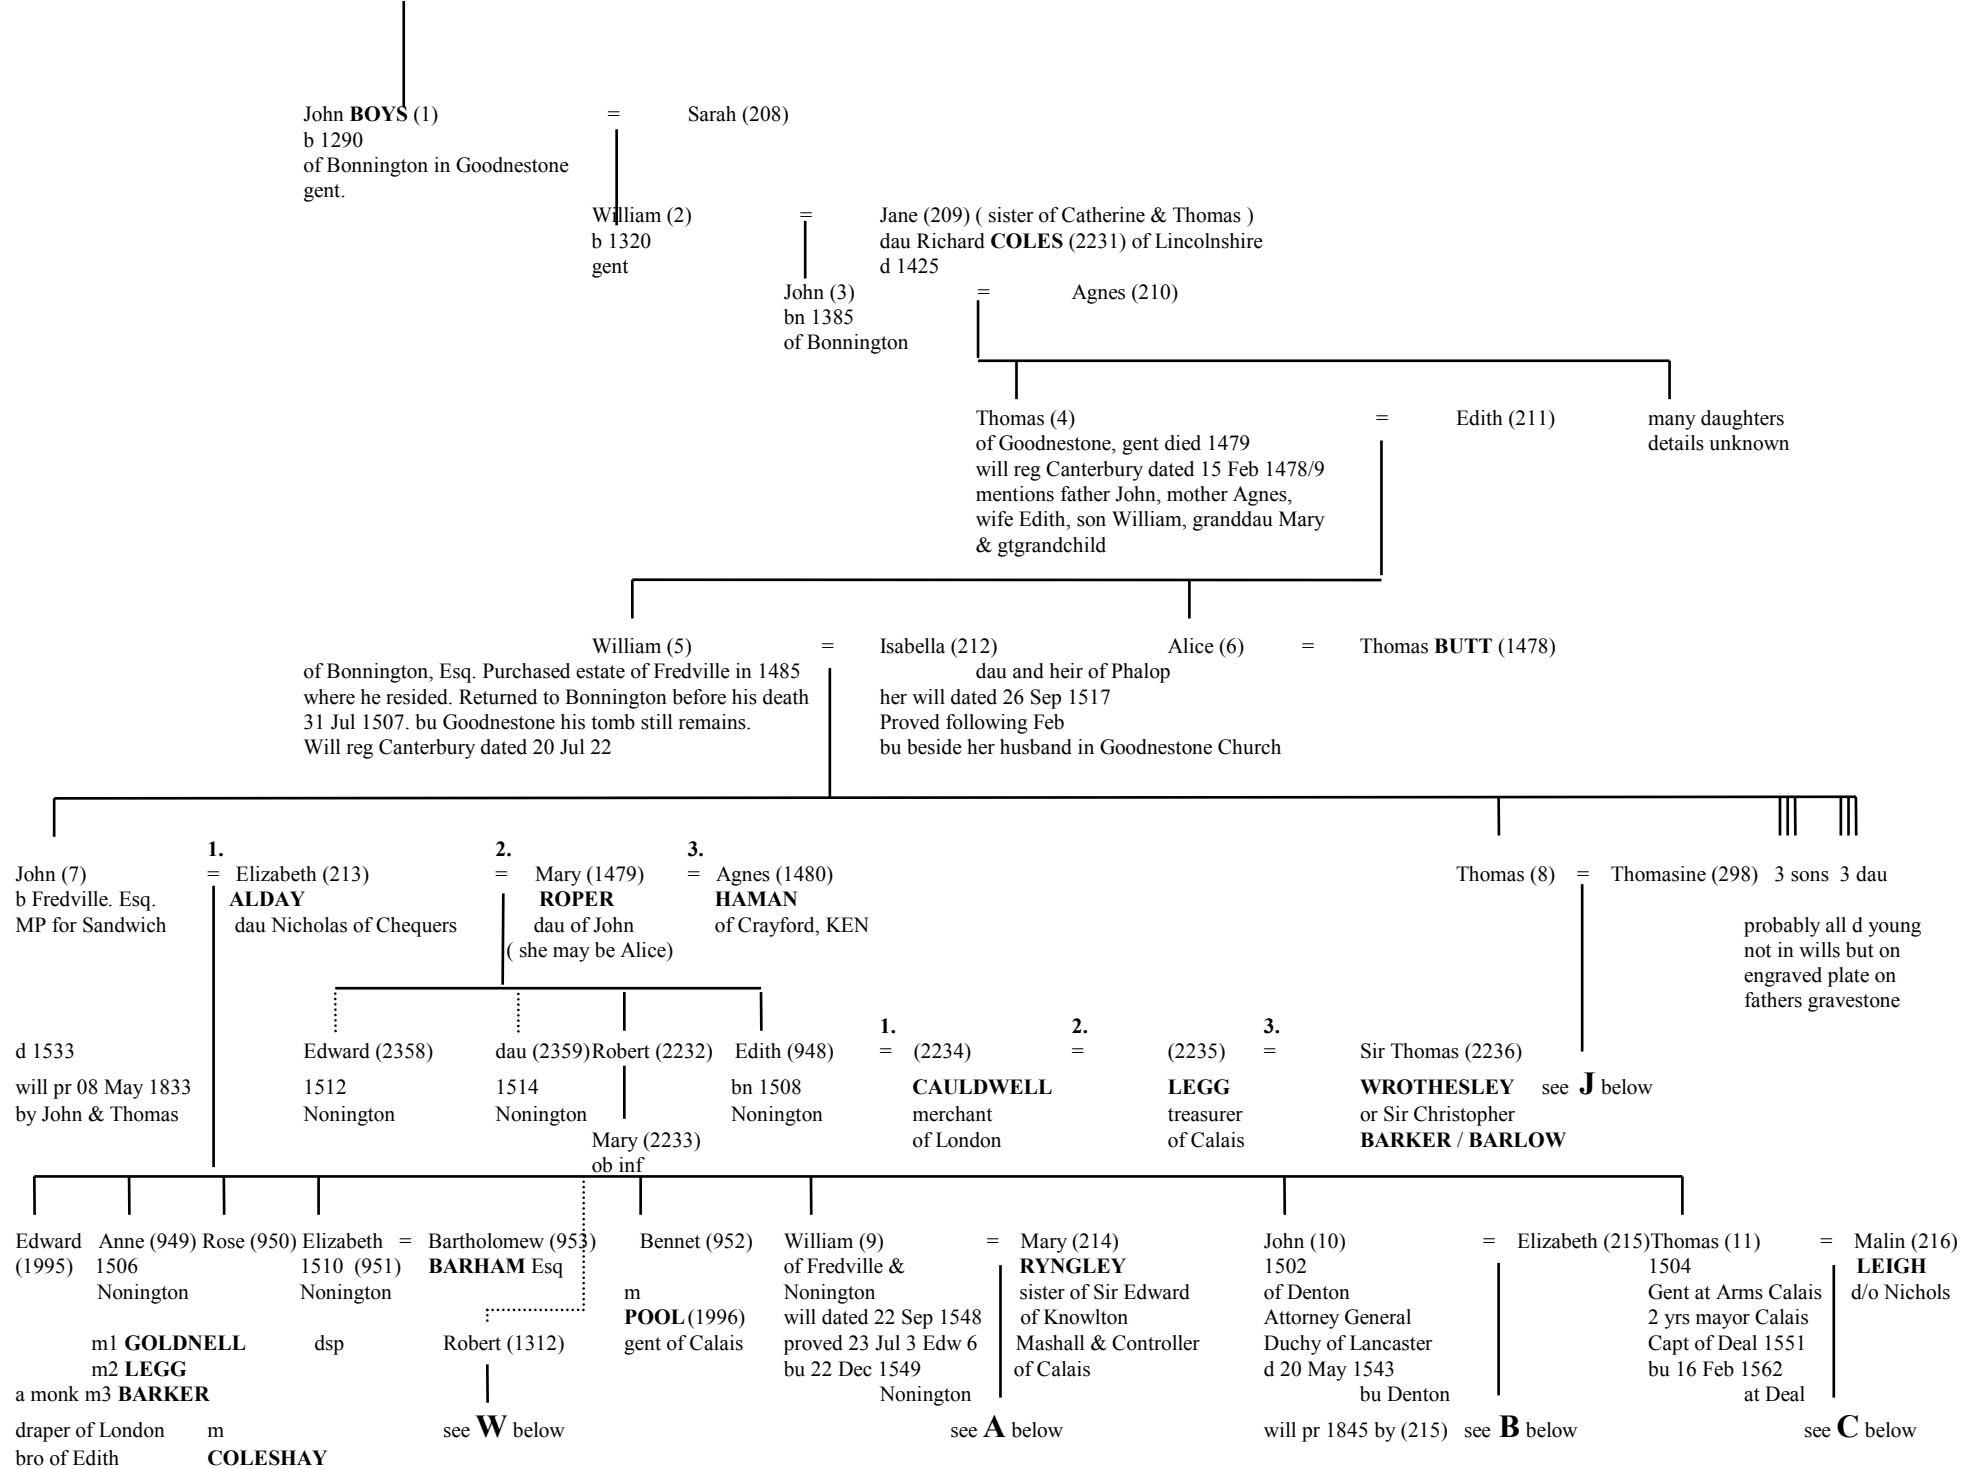 John BOYS (1) = Sarah (208)
b 1290
of Bonnington in Goodnestone
gent.
William (2) = Jane (209) ( sister of Catherine & Thomas )
b 1320 dau Richard COLES (2231) of Lincolnshire
gent d 1425
John (3) = Agnes (210)
bn 1385
of Bonnington
Thomas (4) = Edith (211) many daughters
of Goodnestone, gent died 1479 details unknown
will reg Canterbury dated 15 Feb 1478/9
mentions father John, mother Agnes,
wife Edith, son William, granddau Mary
& gtgrandchild
William (5) = Isabella (212) Alice (6) = Thomas BUTT (1478)
of Bonnington, Esq. Purchased estate of Fredville in 1485 dau and heir of Phalop
where he resided. Returned to Bonnington before his death her will dated 26 Sep 1517
31 Jul 1507. bu Goodnestone his tomb still remains. Proved following Feb
Will reg Canterbury dated 20 Jul 22 bu beside her husband in Goodnestone Church
1. 2. 3.
John (7) = Elizabeth (213) = Mary (1479) = Agnes (1480) Thomas (8) = Thomasine (298) 3 sons 3 dau
b Fredville. Esq. ALDAY ROPER HAMAN
MP for Sandwich dau Nicholas of Chequers dau of John of Crayford, KEN probably all d young
( she may be Alice) not in wills but on
engraved plate on
fathers gravestone
1. 2. 3.
d 1533 Edward (2358) dau (2359) Robert (2232) Edith (948) = (2234) = (2235) = Sir Thomas (2236)
will pr 08 May 1833 1512 1514 bn 1508 CAULDWELL LEGG WROTHESLEY see J below
by John & Thomas Nonington Nonington Nonington merchant treasurer or Sir Christopher
Mary (2233) of London of Calais BARKER / BARLOW
ob inf
Edward Anne (949) Rose (950) Elizabeth = Bartholomew (953) Bennet (952) William (9) = Mary (214) John (10) = Elizabeth (215) Thomas (11) = Malin (216)
(1995) 1506 1510 (951) BARHAM Esq of Fredville & RYNGLEY 1502 1504 LEIGH
Nonington Nonington m Nonington sister of Sir Edward of Denton Gent at Arms Calais d/o Nichols
POOL (1996) will dated 22 Sep 1548 of Knowlton Attorney General 2 yrs mayor Calais
m1 GOLDNELL dsp Robert (1312) gent of Calais proved 23 Jul 3 Edw 6 Mashall & Controller Duchy of Lancaster Capt of Deal 1551
m2 LEGG bu 22 Dec 1549 of Calais d 20 May 1543 bu 16 Feb 1562
a monk m3 BARKER Nonington bu Denton at Deal
draper of London m see W below see A below will pr 1845 by (215) see B below see C below
bro of Edith COLESHAY